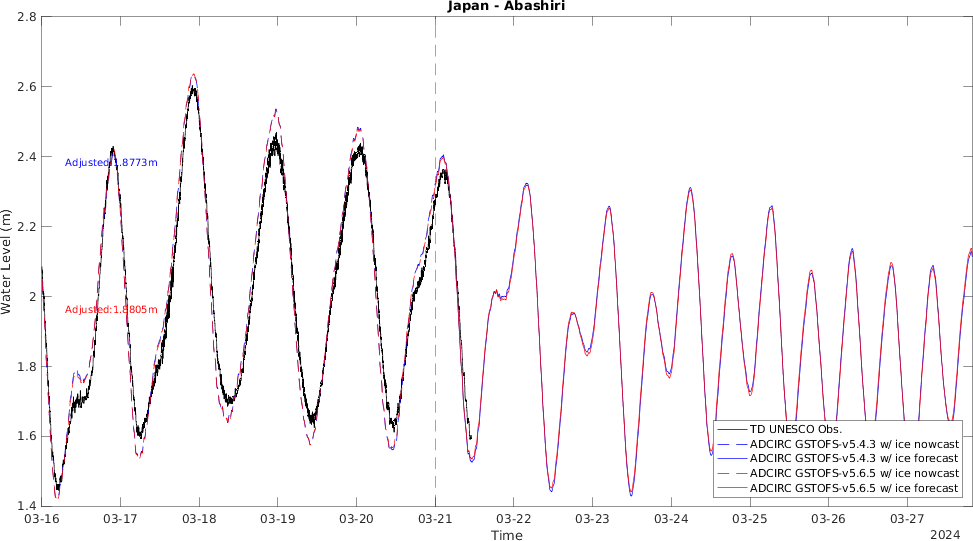 Japan - Abashiri
2.8
2.6
2.4
2.2
2
1.8
1.6
1.4
Water Level (m)
Adjusted:1.8773m
Adjusted:1.8805m
TD UNESCO Obs.
ADCIRC GSTOFS-v5.4.3 w/ ice nowcast
ADCIRC GSTOFS-v5.4.3 w/ ice forecast
ADCIRC GSTOFS-v5.6.5 w/ ice nowcast
ADCIRC GSTOFS-v5.6.5 w/ ice forecast
03-16 03-17 03-18 03-19 03-20 03-21 03-22 03-23 03-24 03-25 03-26 03-27
Time
2024